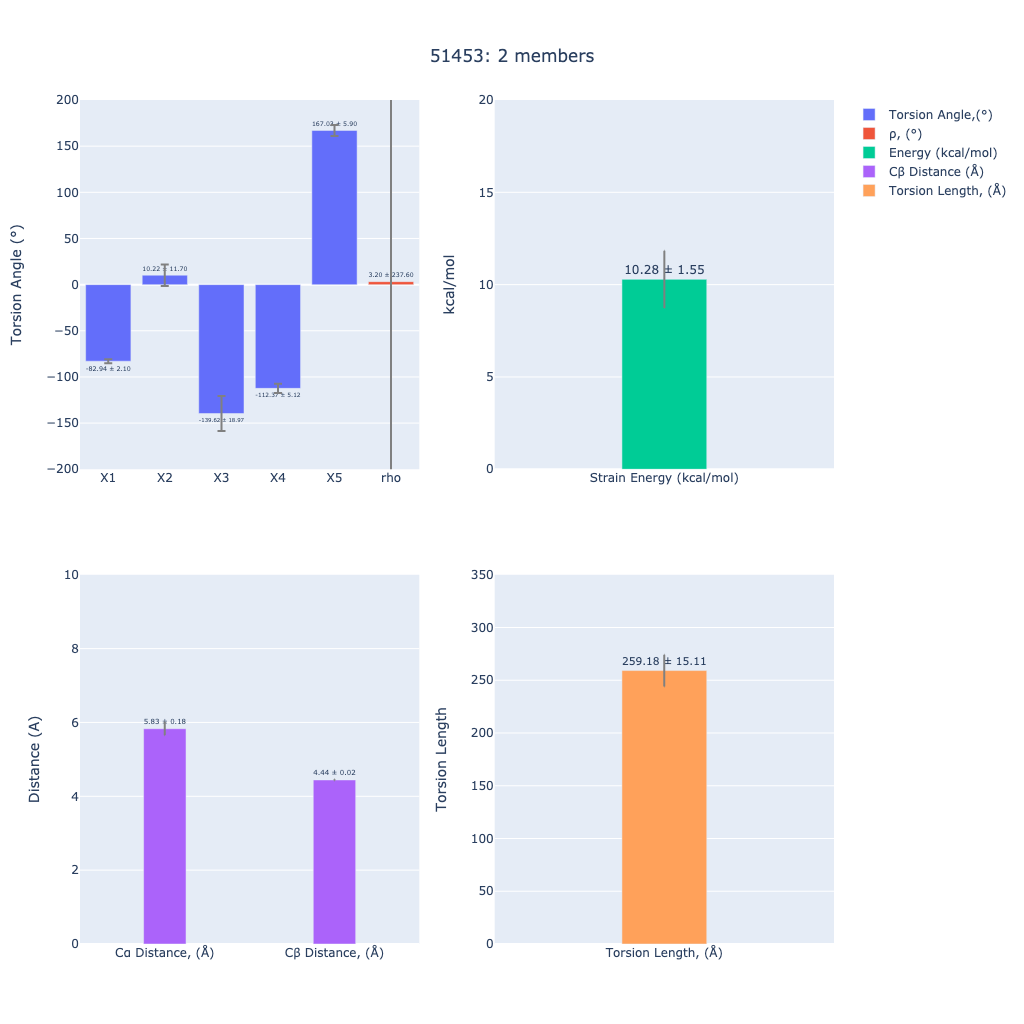 51453: 2 members
Torsion Angle (°)
200
150
100
50
0
−50
−100
−150
−200
-82.94 ± 2.10
10.22 ± 11.70
-139.62 ± 18.97
-112.37 ± 5.12
± 5.90
3.20 ± 237.60
X1 X2 X3 X4 X5 rho
kcal/mol
20
15
10
5
0
10.28 ± 1.55
Strain Energy (kcal/mol)
Torsion Angle,(°)
ρ, (°)
Energy (kcal/mol)
Cβ Distance (Å)
Torsion Length, (Å)
Distance (A)
10
8
6
4
2
0
5.83 ± 0.18
4.44 ± 0.02
Cα Distance, (Å) Cβ Distance, (Å)
Torsion Length
350
300
250
200
150
100
50
0
259.18 ± 15.11
Torsion Length, (Å)